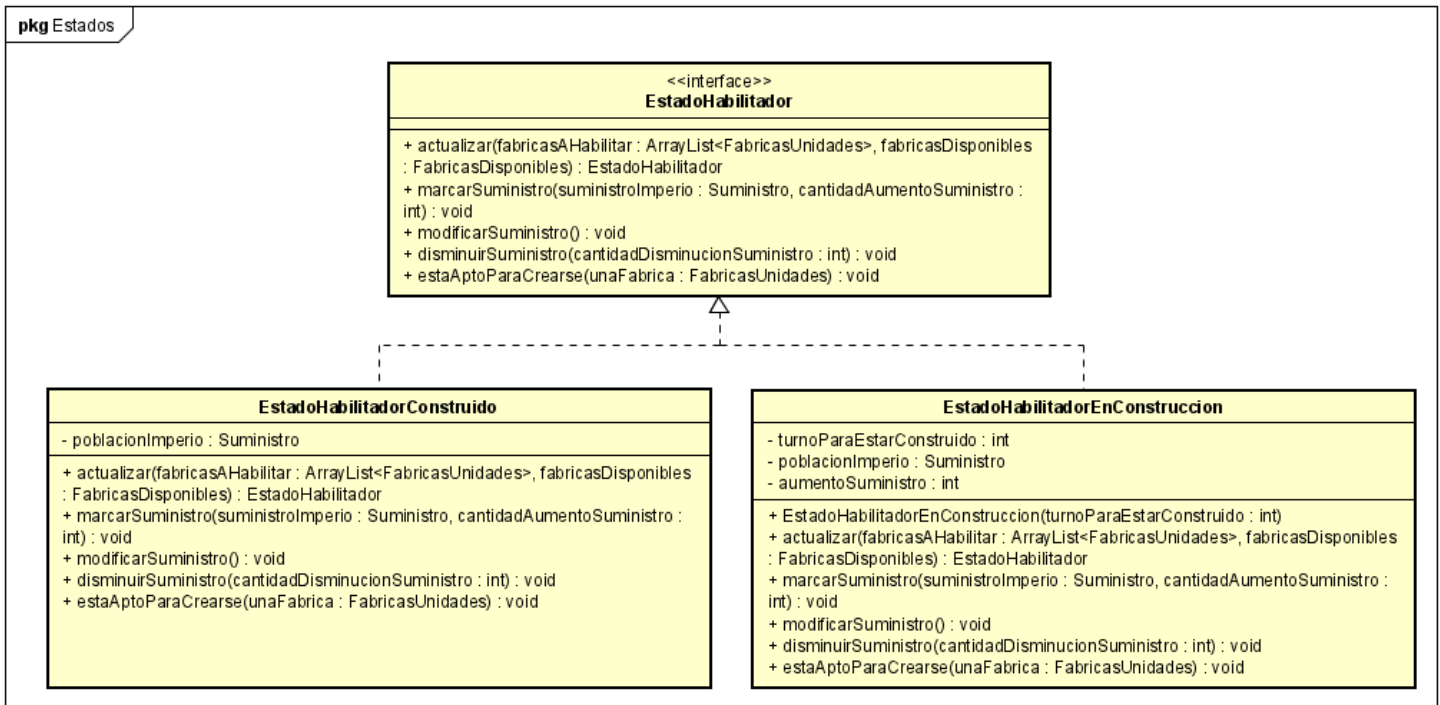 pkg Estados
<<interface>>
EstadoHabilitador
+ actualizar(fabricasAHabilitar : ArrayList<FabricasUnidades>, fabricasDisponibles
: FabricasDisponibles) : EstadoHabilitador
+ marcarSuministro(suministroImperio : Suministro, cantidadAumentoSuministro :
int) : void
+ modificarSuministro() : void
+ disminuirSuministro(cantidadDisminucionSuministro : int) : void
+ estaAptoParaCrearse(unaFabrica : FabricasUnidades) : void
EstadoHabilitadorConstruido
- poblacionImperio : Suministro
+ actualizar(fabricasAHabilitar : ArrayList<FabricasUnidades>, fabricasDisponibles
: FabricasDisponibles) : EstadoHabilitador
+ marcarSuministro(suministroImperio : Suministro, cantidadAumentoSuministro :
int) : void
+ modificarSuministro() : void
+ disminuirSuministro(cantidadDisminucionSuministro : int) : void
+ estaAptoParaCrearse(unaFabrica : FabricasUnidades) : void
EstadoHabilitadorEnConstruccion
- turnoParaEstarConstruido : int
- poblacionImperio : Suministro
- aumentoSuministro : int
+ EstadoHabilitadorEnConstruccion(turnoParaEstarConstruido : int)
+ actualizar(fabricasAHabilitar : ArrayList<FabricasUnidades>, fabricasDisponibles
: FabricasDisponibles) : EstadoHabilitador
+ marcarSuministro(suministroImperio : Suministro, cantidadAumentoSuministro :
int) : void
+ modificarSuministro() : void
+ disminuirSuministro(cantidadDisminucionSuministro : int) : void
+ estaAptoParaCrearse(unaFabrica : FabricasUnidades) : void